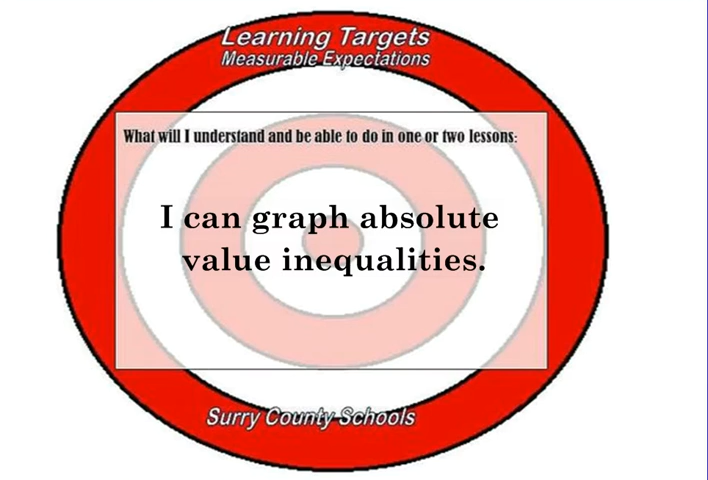 Learning Targets
Measurable Expectations
What will I understand and be able to do in one or two lessons:
I can graph absolute
value inequalities.
Surry County Schools